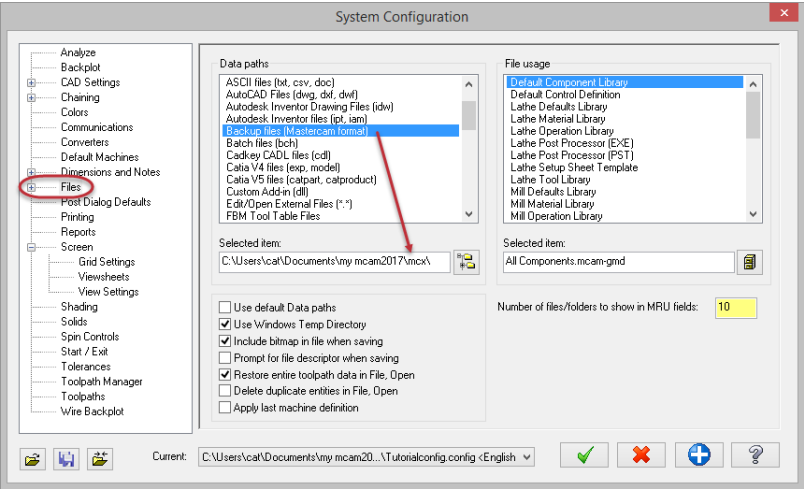 System Configuration
Analyze
Backplot
CAD Settings
Chaining
Colors
Communications
Converters
Default Machines
Dimensions and Notes
Files
Post Dialog Defaults
Printing
Reports
Screen
Grid Settings
Viewsheets
View Settings
Shading
Solids
Spin Controls
Start / Exit
Tolerances
Toolpath Manager
Toolpaths
Wire Backplot
Data paths
ASCII files (txt, csv, doc)
AutoCAD Files (dwg, dxf, dwf)
Autodesk Inventor Drawing Files (idw)
Autodesk Inventor files (ipt, iam)
Backup files (Mastercam format)
Batch files (bch)
Cadkey CADL files (cdl)
Catia V4 files (exp, model)
Catia V5 files (catpart, catproduct)
Custom Add-in (dll)
Edit/Open External Files (*.*)
FBM Tool Table Files
Selected item:
C:\Users\cat\Documents\my mcam2017\mcx\
File usage
Default Component Library
Default Control Definition
Lathe Defaults Library
Lathe Material Library
Lathe Operation Library
Lathe Post Processor (EXE)
Lathe Post Processor (PST)
Lathe Setup Sheet Template
Lathe Tool Library
Mill Defaults Library
Mill Material Library
Mill Operation Library
Selected item:
All Components.mcam-gmd
Use default Data paths
Use Windows Temp Directory
Include bitmap in file when saving
Prompt for file descriptor when saving
Restore entire toolpath data in File, Open
Delete duplicate entities in File, Open
Apply last machine definition
Number of files/folders to show in MRU fields: 10
Current: C:\Users\cat\Documents\my mcam20...\Tutorialconfig.config <English